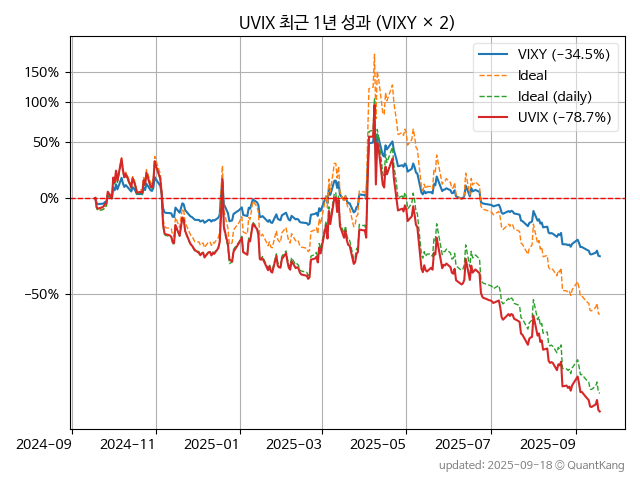 UVIX 최근 1년 성과 (VIXY × 2)
150%
100%
50%
0%
−50%
VIXY (−34.5%)
Ideal
Ideal (daily)
UVIX (−78.7%)
2024-09
2024-11
2025-01
2025-03
2025-05
2025-07
2025-09
updated: 2025-09-18 © QuantKang